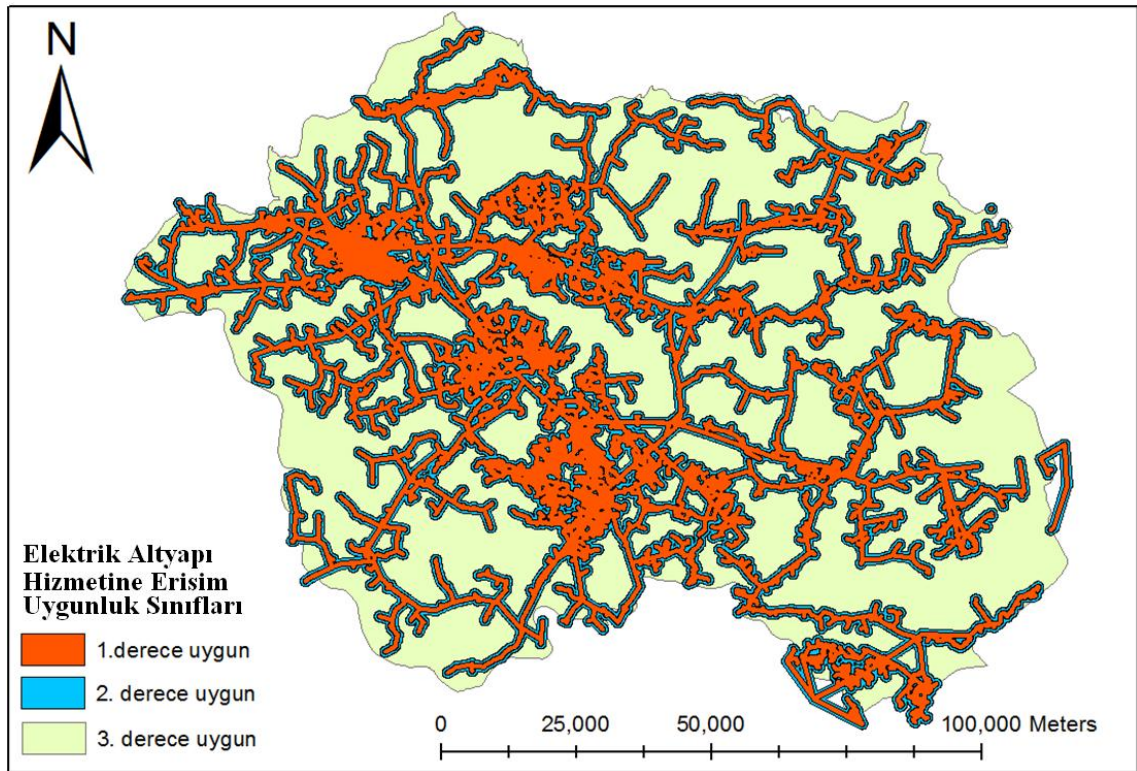 N
Elektrik Altyapı
Hizmetine Erisim
Uygunluk Sınıfları
1.derece uygun
2. derece uygun
3. derece uygun
0 25,000 50,000 100,000 Meters